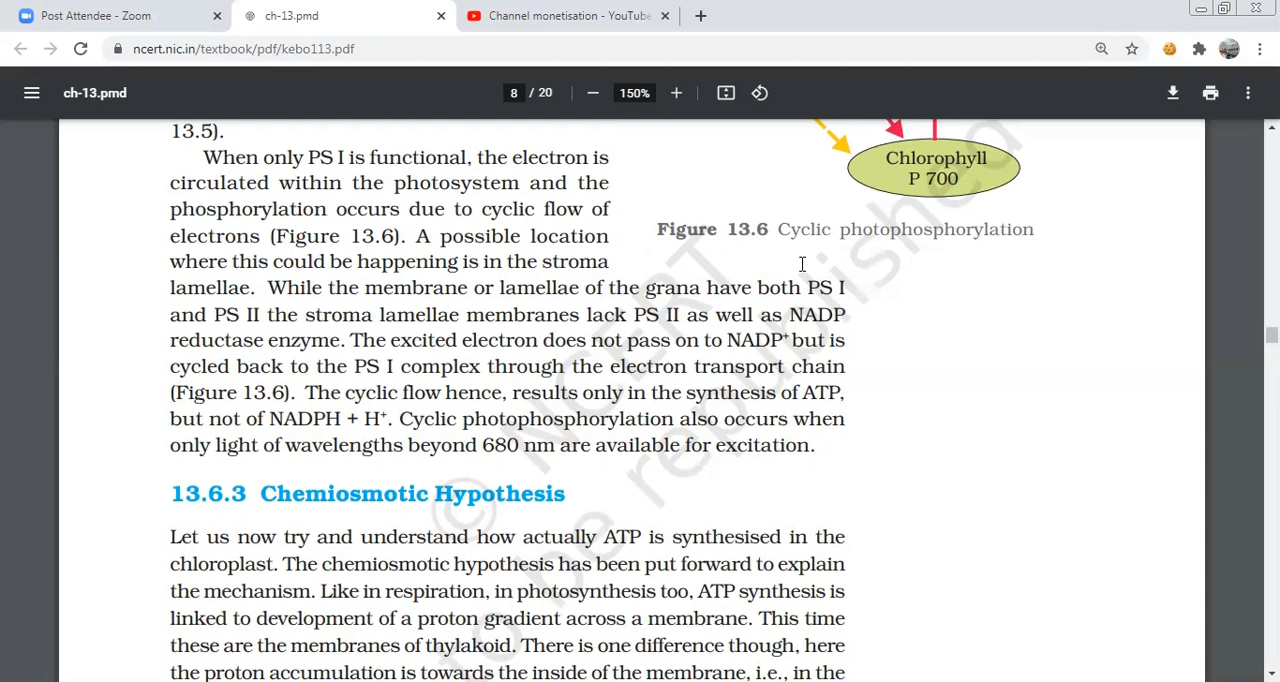 Post Attendee - Zoom
ch-13.pmd
Channel monetisation - YouTube
ncert.nic.in/textbook/pdf/kebo113.pdf
ch-13.pmd
8 / 20
150%
13.5).
When only PS I is functional, the electron is
circulated within the photosystem and the
phosphorylation occurs due to cyclic flow of
electrons (Figure 13.6). A possible location
where this could be happening is in the stroma
lamellae. While the membrane or lamellae of the grana have both PS I
and PS II the stroma lamellae membranes lack PS II as well as NADP
reductase enzyme. The excited electron does not pass on to NADP⁺ but is
cycled back to the PS I complex through the electron transport chain
(Figure 13.6). The cyclic flow hence, results only in the synthesis of ATP,
but not of NADPH + H⁺. Cyclic photophosphorylation also occurs when
only light of wavelengths beyond 680 nm are available for excitation.
Chlorophyll
P 700
Figure 13.6 Cyclic photophosphorylation
13.6.3 Chemiosmotic Hypothesis
Let us now try and understand how actually ATP is synthesised in the
chloroplast. The chemiosmotic hypothesis has been put forward to explain
the mechanism. Like in respiration, in photosynthesis too, ATP synthesis is
linked to development of a proton gradient across a membrane. This time
these are the membranes of thylakoid. There is one difference though, here
the proton accumulation is towards the inside of the membrane, i.e., in the
© NCERT
to be republished